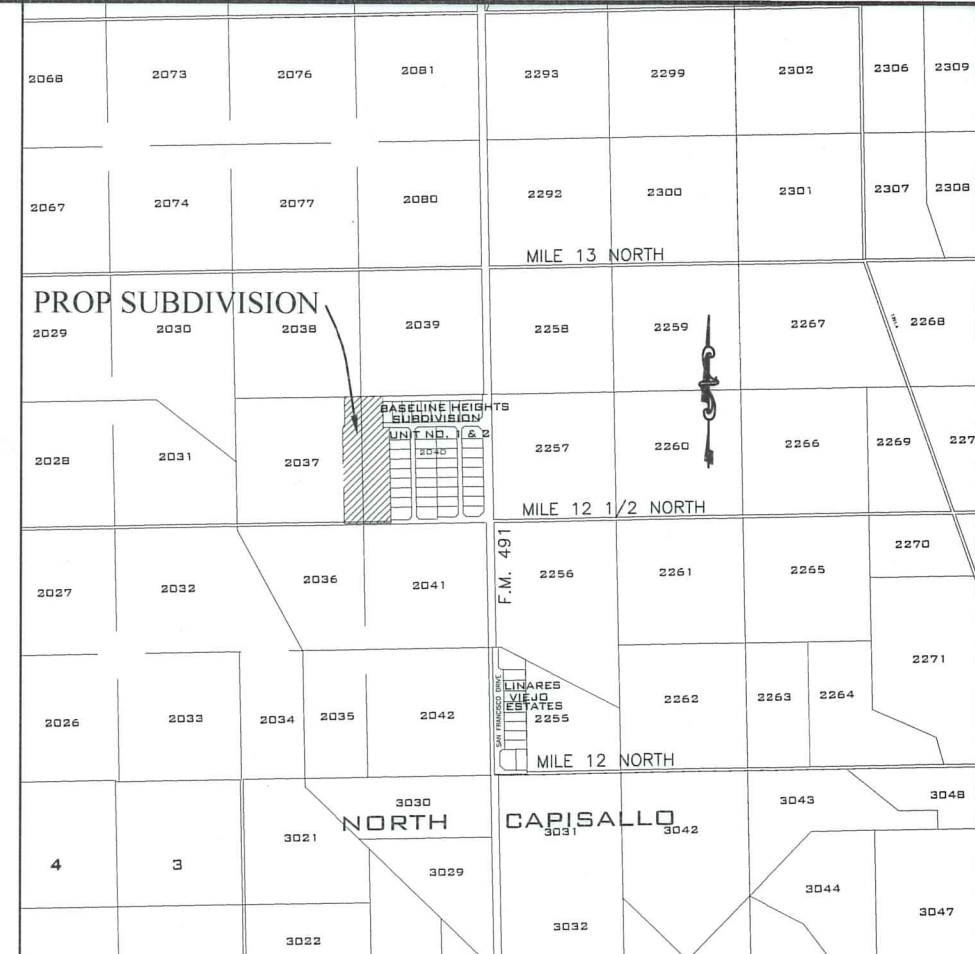 2068 2073 2076 2081 2293 2299 2302 2306 2309
2067 2074 2077 2080 2292 2300 2301 2307 2308
MILE 13 NORTH
PROP SUBDIVISION
2029 2030 2038 2039 2258 2259 2267 2268
BASELINE HEIGHTS
SUBDIVISION
UNIT NO. 1 & 2
2040
2028 2031 2037 2257 2260 2266 2269 227
MILE 12 1/2 NORTH
F.M. 491
2270
2027 2032 2036 2041 2256 2261 2265
2271
SAN FRANCISCO DRIVE
LINARES
VIEJO
ESTATES
2026 2033 2034 2035 2042 2255 2262 2263 2264
MILE 12 NORTH
3030 3043 3048
NORTH CAPISALLO
3021 3031 3042
4 3 3029 3044
3047
3022 3032